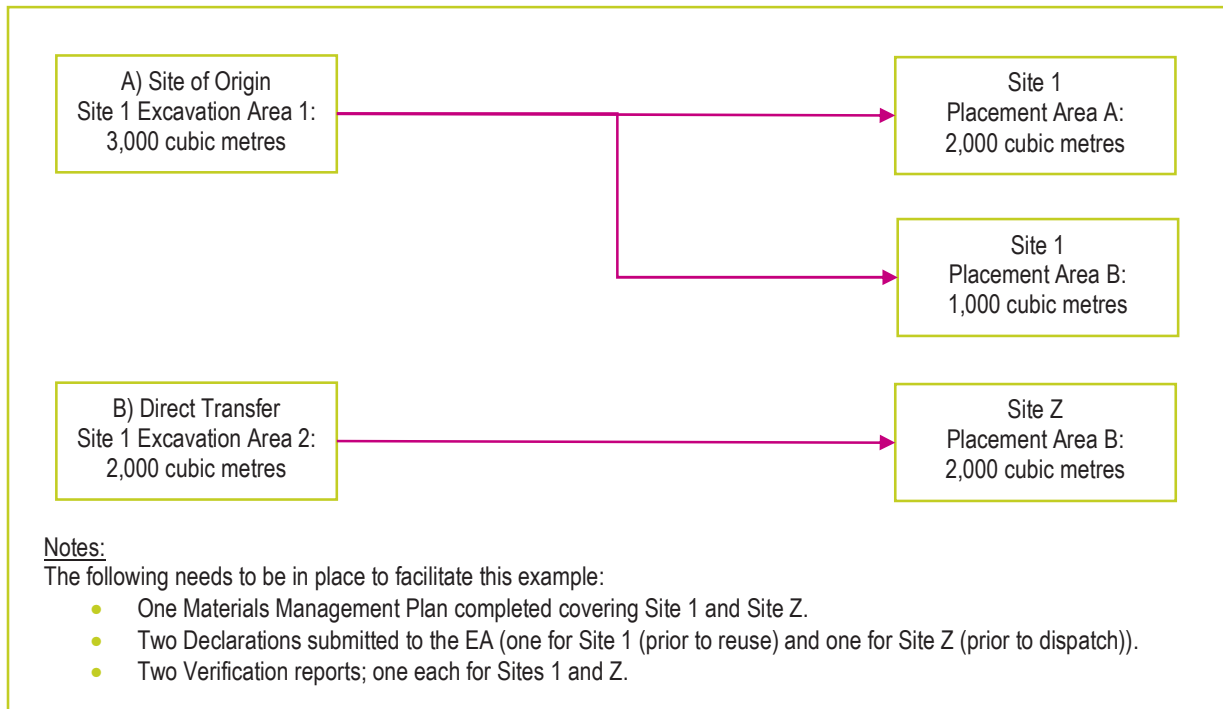 A) Site of Origin
Site 1 Excavation Area 1:
3,000 cubic metres
Site 1
Placement Area A:
2,000 cubic metres
Site 1
Placement Area B:
1,000 cubic metres
B) Direct Transfer
Site 1 Excavation Area 2:
2,000 cubic metres
Site Z
Placement Area B:
2,000 cubic metres
Notes:
The following needs to be in place to facilitate this example:
• One Materials Management Plan completed covering Site 1 and Site Z.
• Two Declarations submitted to the EA (one for Site 1 (prior to reuse) and one for Site Z (prior to dispatch)).
• Two Verification reports; one each for Sites 1 and Z.